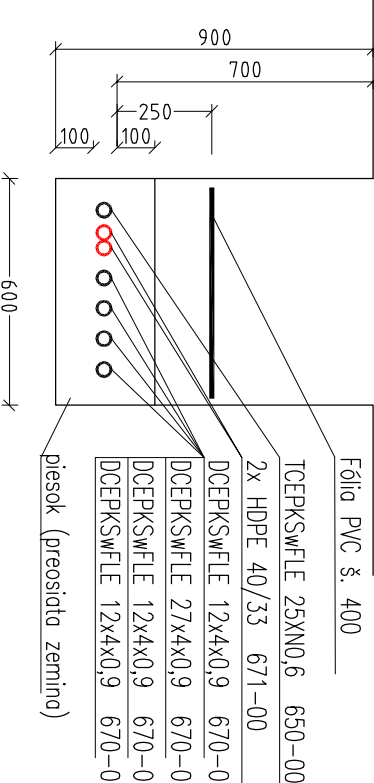 900
700
250
100
100
600
Fólia PVC š. 400
TCEPKSwFLE 25XN0,6 650-00
2x HDPE 40/33 671-00
DCEPKSwFLE 12x4x0,9 670-0
DCEPKSwFLE 27x4x0,9 670-0
DCEPKSwFLE 12x4x0,9 670-0
DCEPKSwFLE 12x4x0,9 670-0
piesok (preosiata zemina)